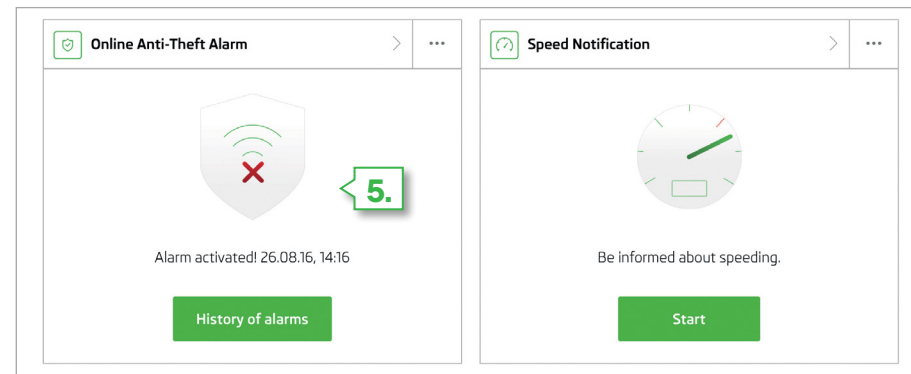 Online Anti-Theft Alarm
Speed Notification
5.
Alarm activated! 26.08.16, 14:16
Be informed about speeding.
History of alarms
Start